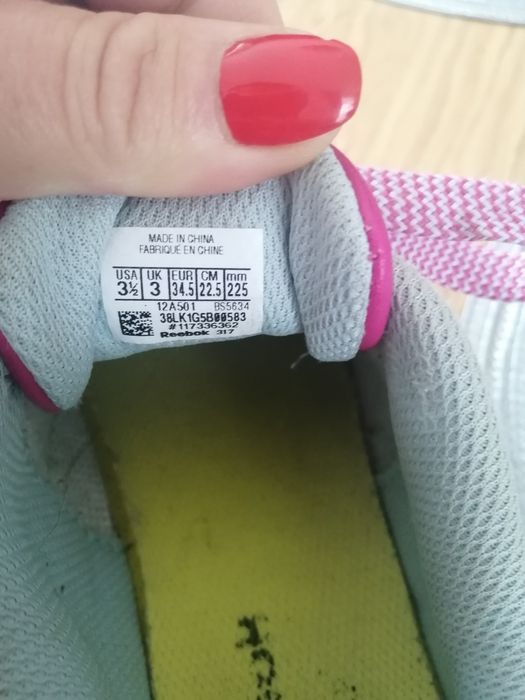 MADE IN CHINA
FABRIQUÉ EN CHINE
USA UK EUR CM mm
3½ 3 34.5 22.5 225
12A501 BS5634
38LK1G5B00583
#117336362
Reebok 317